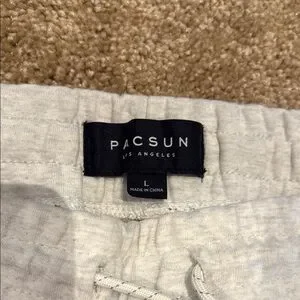 PACSUN
LOS ANGELES
L
MADE IN CHINA